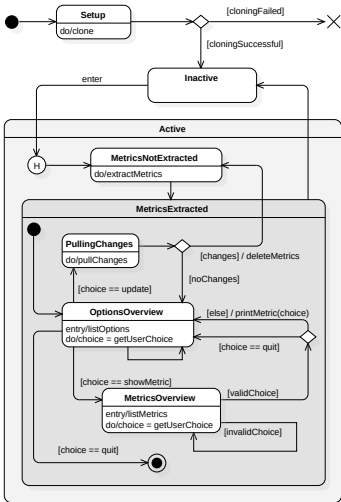 Setup
do/clone
[cloningFailed]
[cloningSuccessful]
Inactive
enter
Active
H
MetricsNotExtracted
do/extractMetrics
MetricsExtracted
PullingChanges
do/pullChanges
[changes] / deleteMetrics
[noChanges]
[choice == update]
OptionsOverview
entry/listOptions
do/choice = getUserChoice
[else] / printMetric(choice)
[choice == quit]
[choice == showMetric]
MetricsOverview
entry/listMetrics
do/choice = getUserChoice
[validChoice]
[invalidChoice]
[choice == quit]